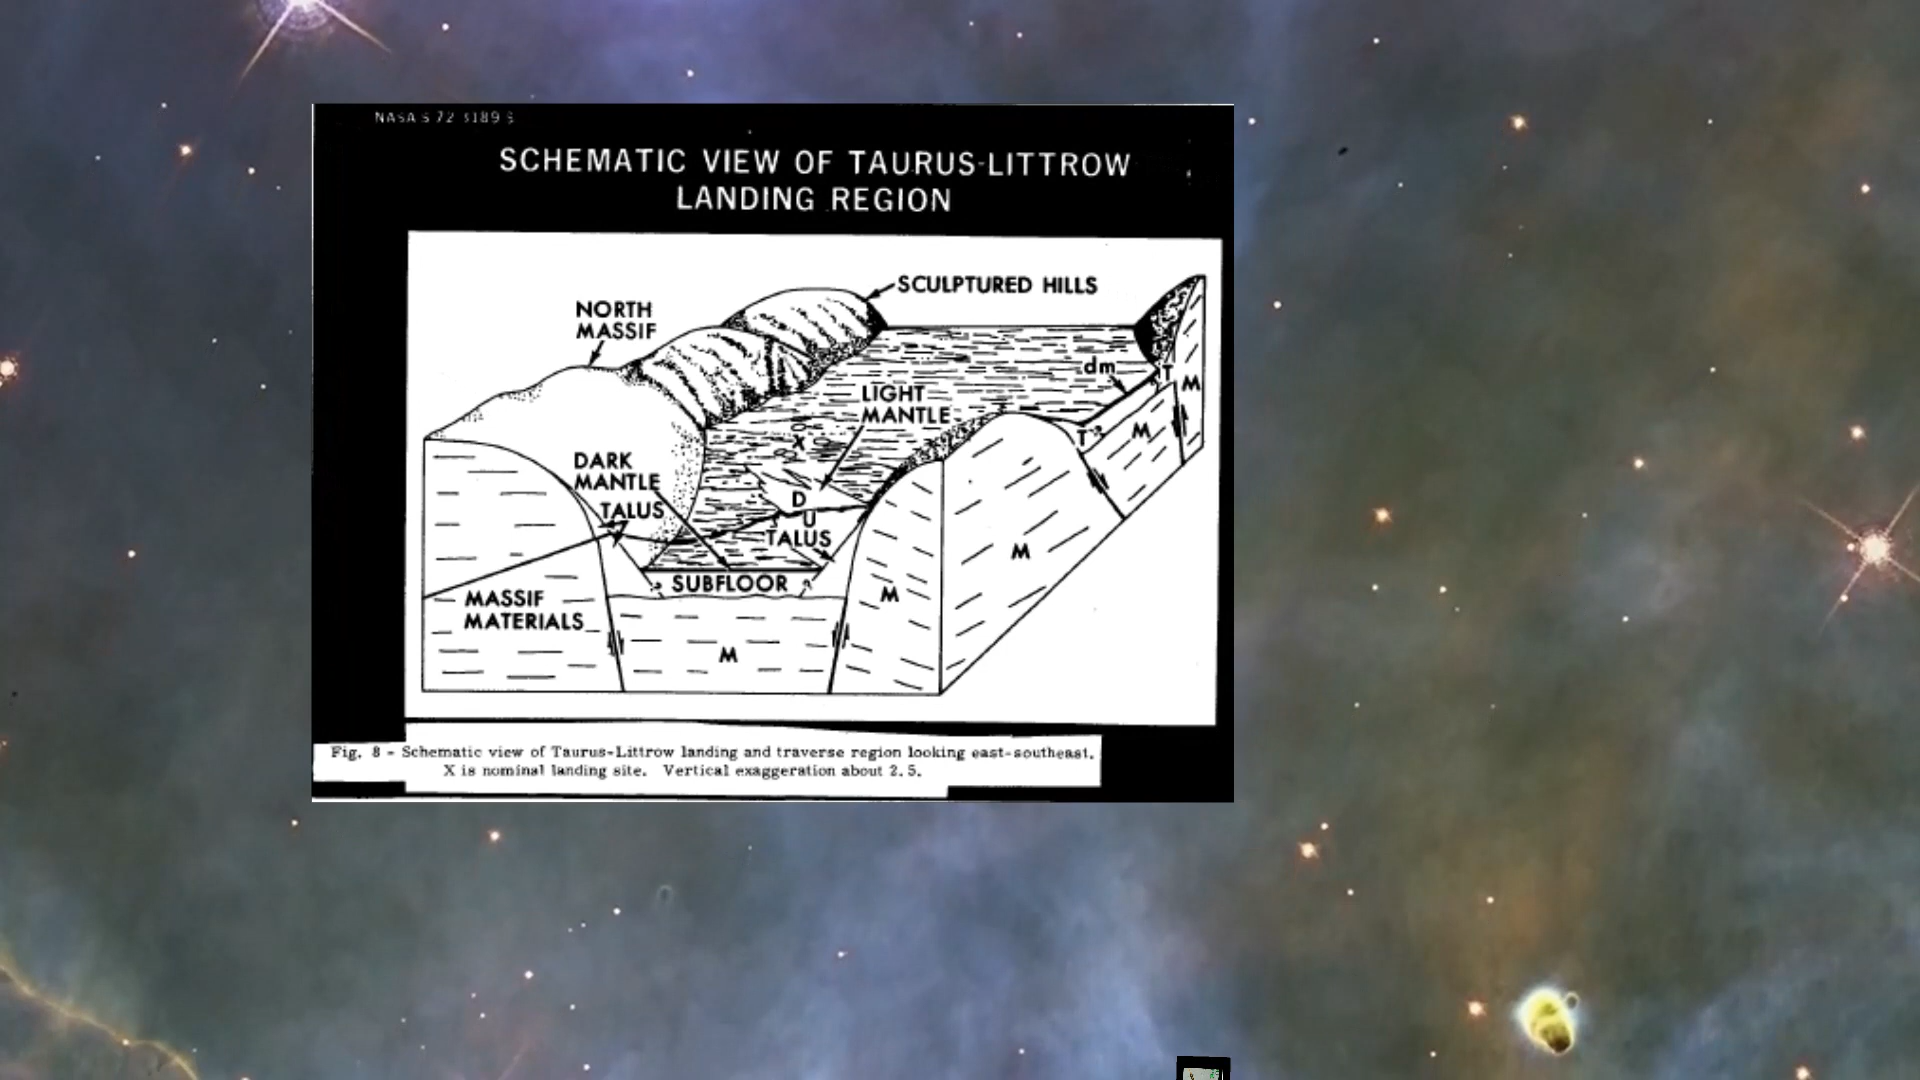 NASA S 72 3189
SCHEMATIC VIEW OF TAURUS-LITTROW
LANDING REGION
SCULPTURED HILLS
NORTH
MASSIF
dm
T
M
LIGHT
MANTLE
X
T?
M
DARK
MANTLE
TALUS
D
U
TALUS
M
SUBFLOOR
M
MASSIF
MATERIALS
M
Fig. 8 - Schematic view of Taurus-Littrow landing and traverse region looking east-southeast.
X is nominal landing site. Vertical exaggeration about 2.5.